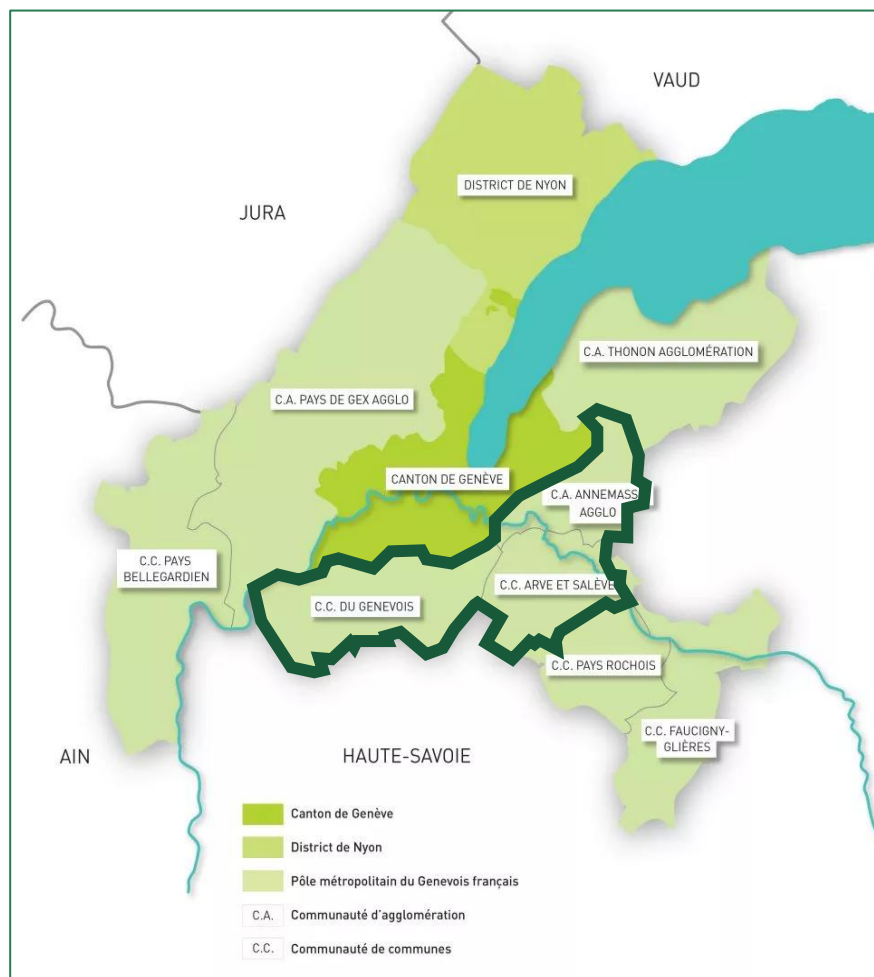 VAUD
DISTRICT DE NYON
JURA
C.A. THONON AGGLOMÉRATION
C.A. PAYS DE GEX AGGLO
CANTON DE GENÈVE
C.A. ANNEMASS
AGGLO
C.C. PAYS
BELLEGARDIEN
C.C. ARVE ET SALÈVE
C.C. DU GENEVOIS
C.C. PAYS ROCHOIS
C.C. FAUCIGNY-
GLIÈRES
AIN
HAUTE-SAVOIE
Canton de Genève
District de Nyon
Pôle métropolitain du Genevois français
C.A. Communauté d'agglomération
C.C. Communauté de communes